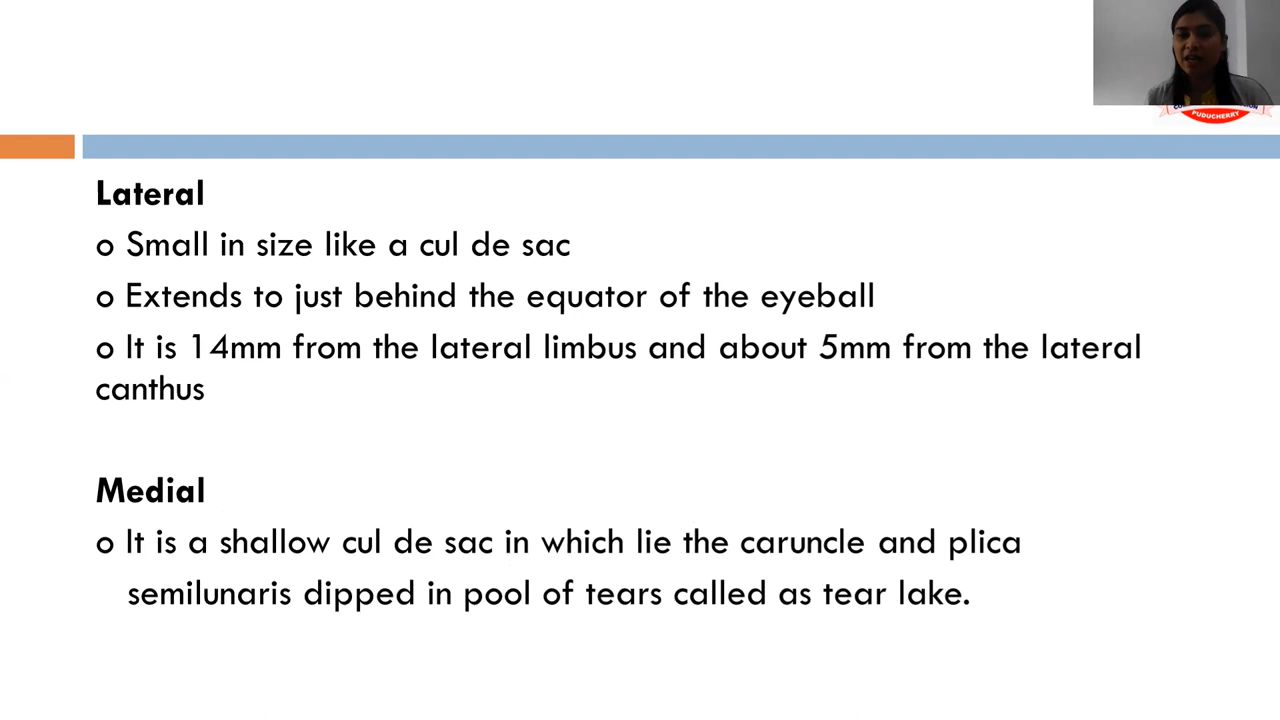 PUDUCHERRY
Lateral
o Small in size like a cul de sac
o Extends to just behind the equator of the eyeball
o It is 14mm from the lateral limbus and about 5mm from the lateral
canthus
Medial
o It is a shallow cul de sac in which lie the caruncle and plica
semilunaris dipped in pool of tears called as tear lake.